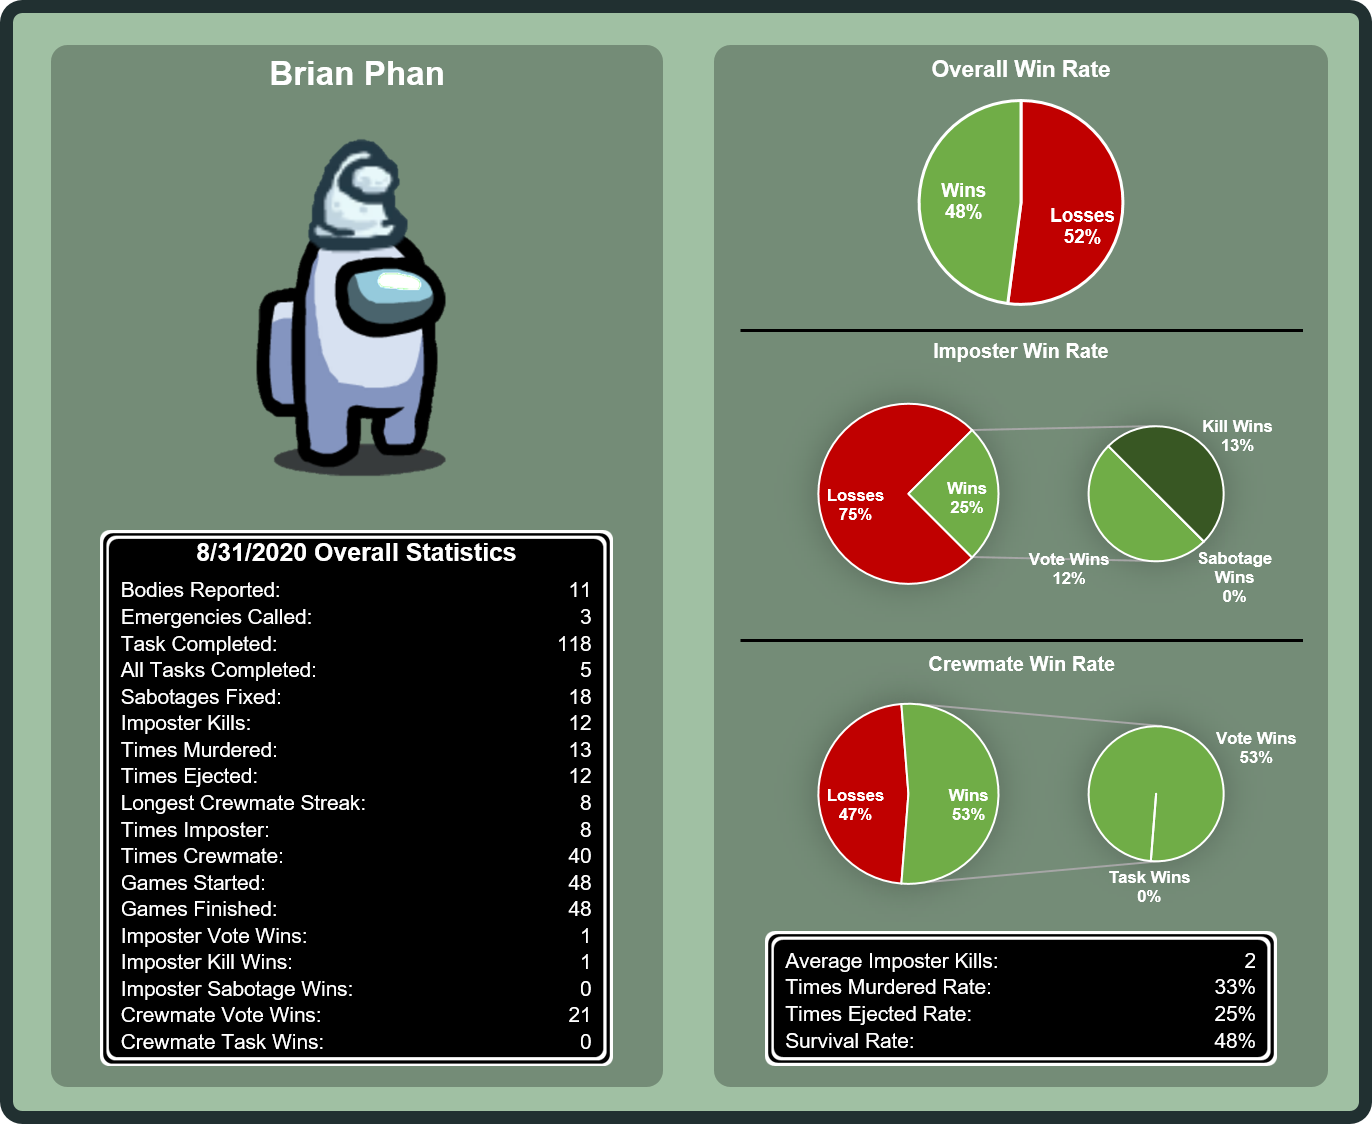 Brian Phan
8/31/2020 Overall Statistics
Bodies Reported: 11
Emergencies Called: 3
Task Completed: 118
All Tasks Completed: 5
Sabotages Fixed: 18
Imposter Kills: 12
Times Murdered: 13
Times Ejected: 12
Longest Crewmate Streak: 8
Times Imposter: 8
Times Crewmate: 40
Games Started: 48
Games Finished: 48
Imposter Vote Wins: 1
Imposter Kill Wins: 1
Imposter Sabotage Wins: 0
Crewmate Vote Wins: 21
Crewmate Task Wins: 0
Overall Win Rate
Wins
48%
Losses
52%
Imposter Win Rate
Losses
75%
Wins
25%
Kill Wins
13%
Vote Wins
12%
Sabotage
Wins
0%
Crewmate Win Rate
Losses
47%
Wins
53%
Vote Wins
53%
Task Wins
0%
Average Imposter Kills: 2
Times Murdered Rate: 33%
Times Ejected Rate: 25%
Survival Rate: 48%